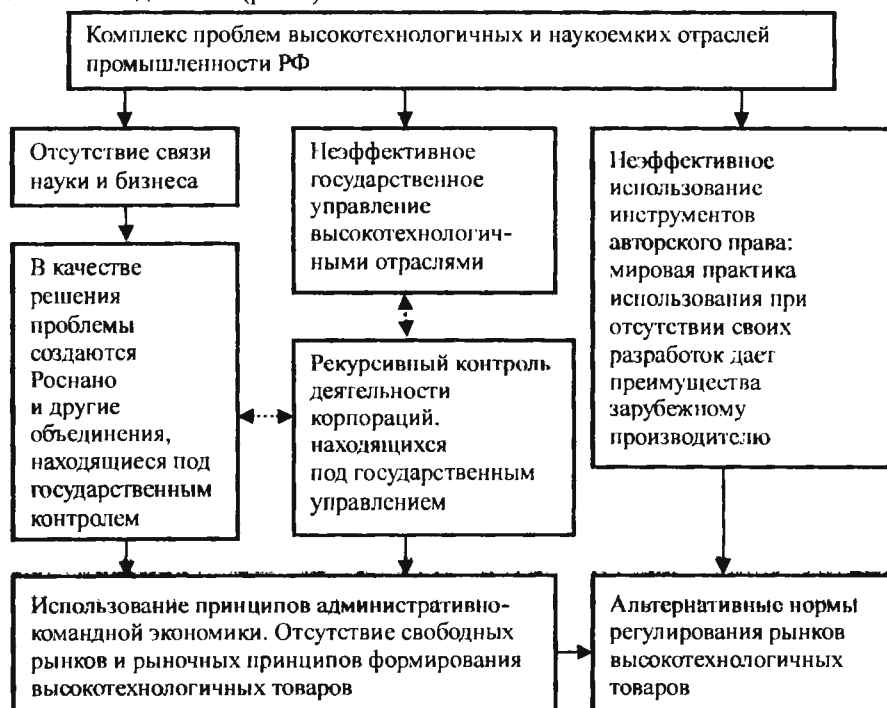 Комплекс проблем высокотехнологичных и наукоемких отраслей
промышленности РФ
Отсутствие связи
науки и бизнеса
Неэффективное
государственное
управление
высокотехнологич-
ными отраслями
Неэффективное
использование
инструментов
авторского права:
мировая практика
использования при
отсутствии своих
разработок дает
преимущества
зарубежному
производителю
В качестве
решения
проблемы
создаются
Роснано
и другие
объединения,
находящиеся под
государственным
контролем
Рекурсивный контроль
деятельности
корпораций,
находящихся
под государственным
управлением
Использование принципов административно-
командной экономики. Отсутствие свободных
рынков и рыночных принципов формирования
высокотехнологичных товаров
Альтернативные нормы
регулирования рынков
высокотехнологичных
товаров